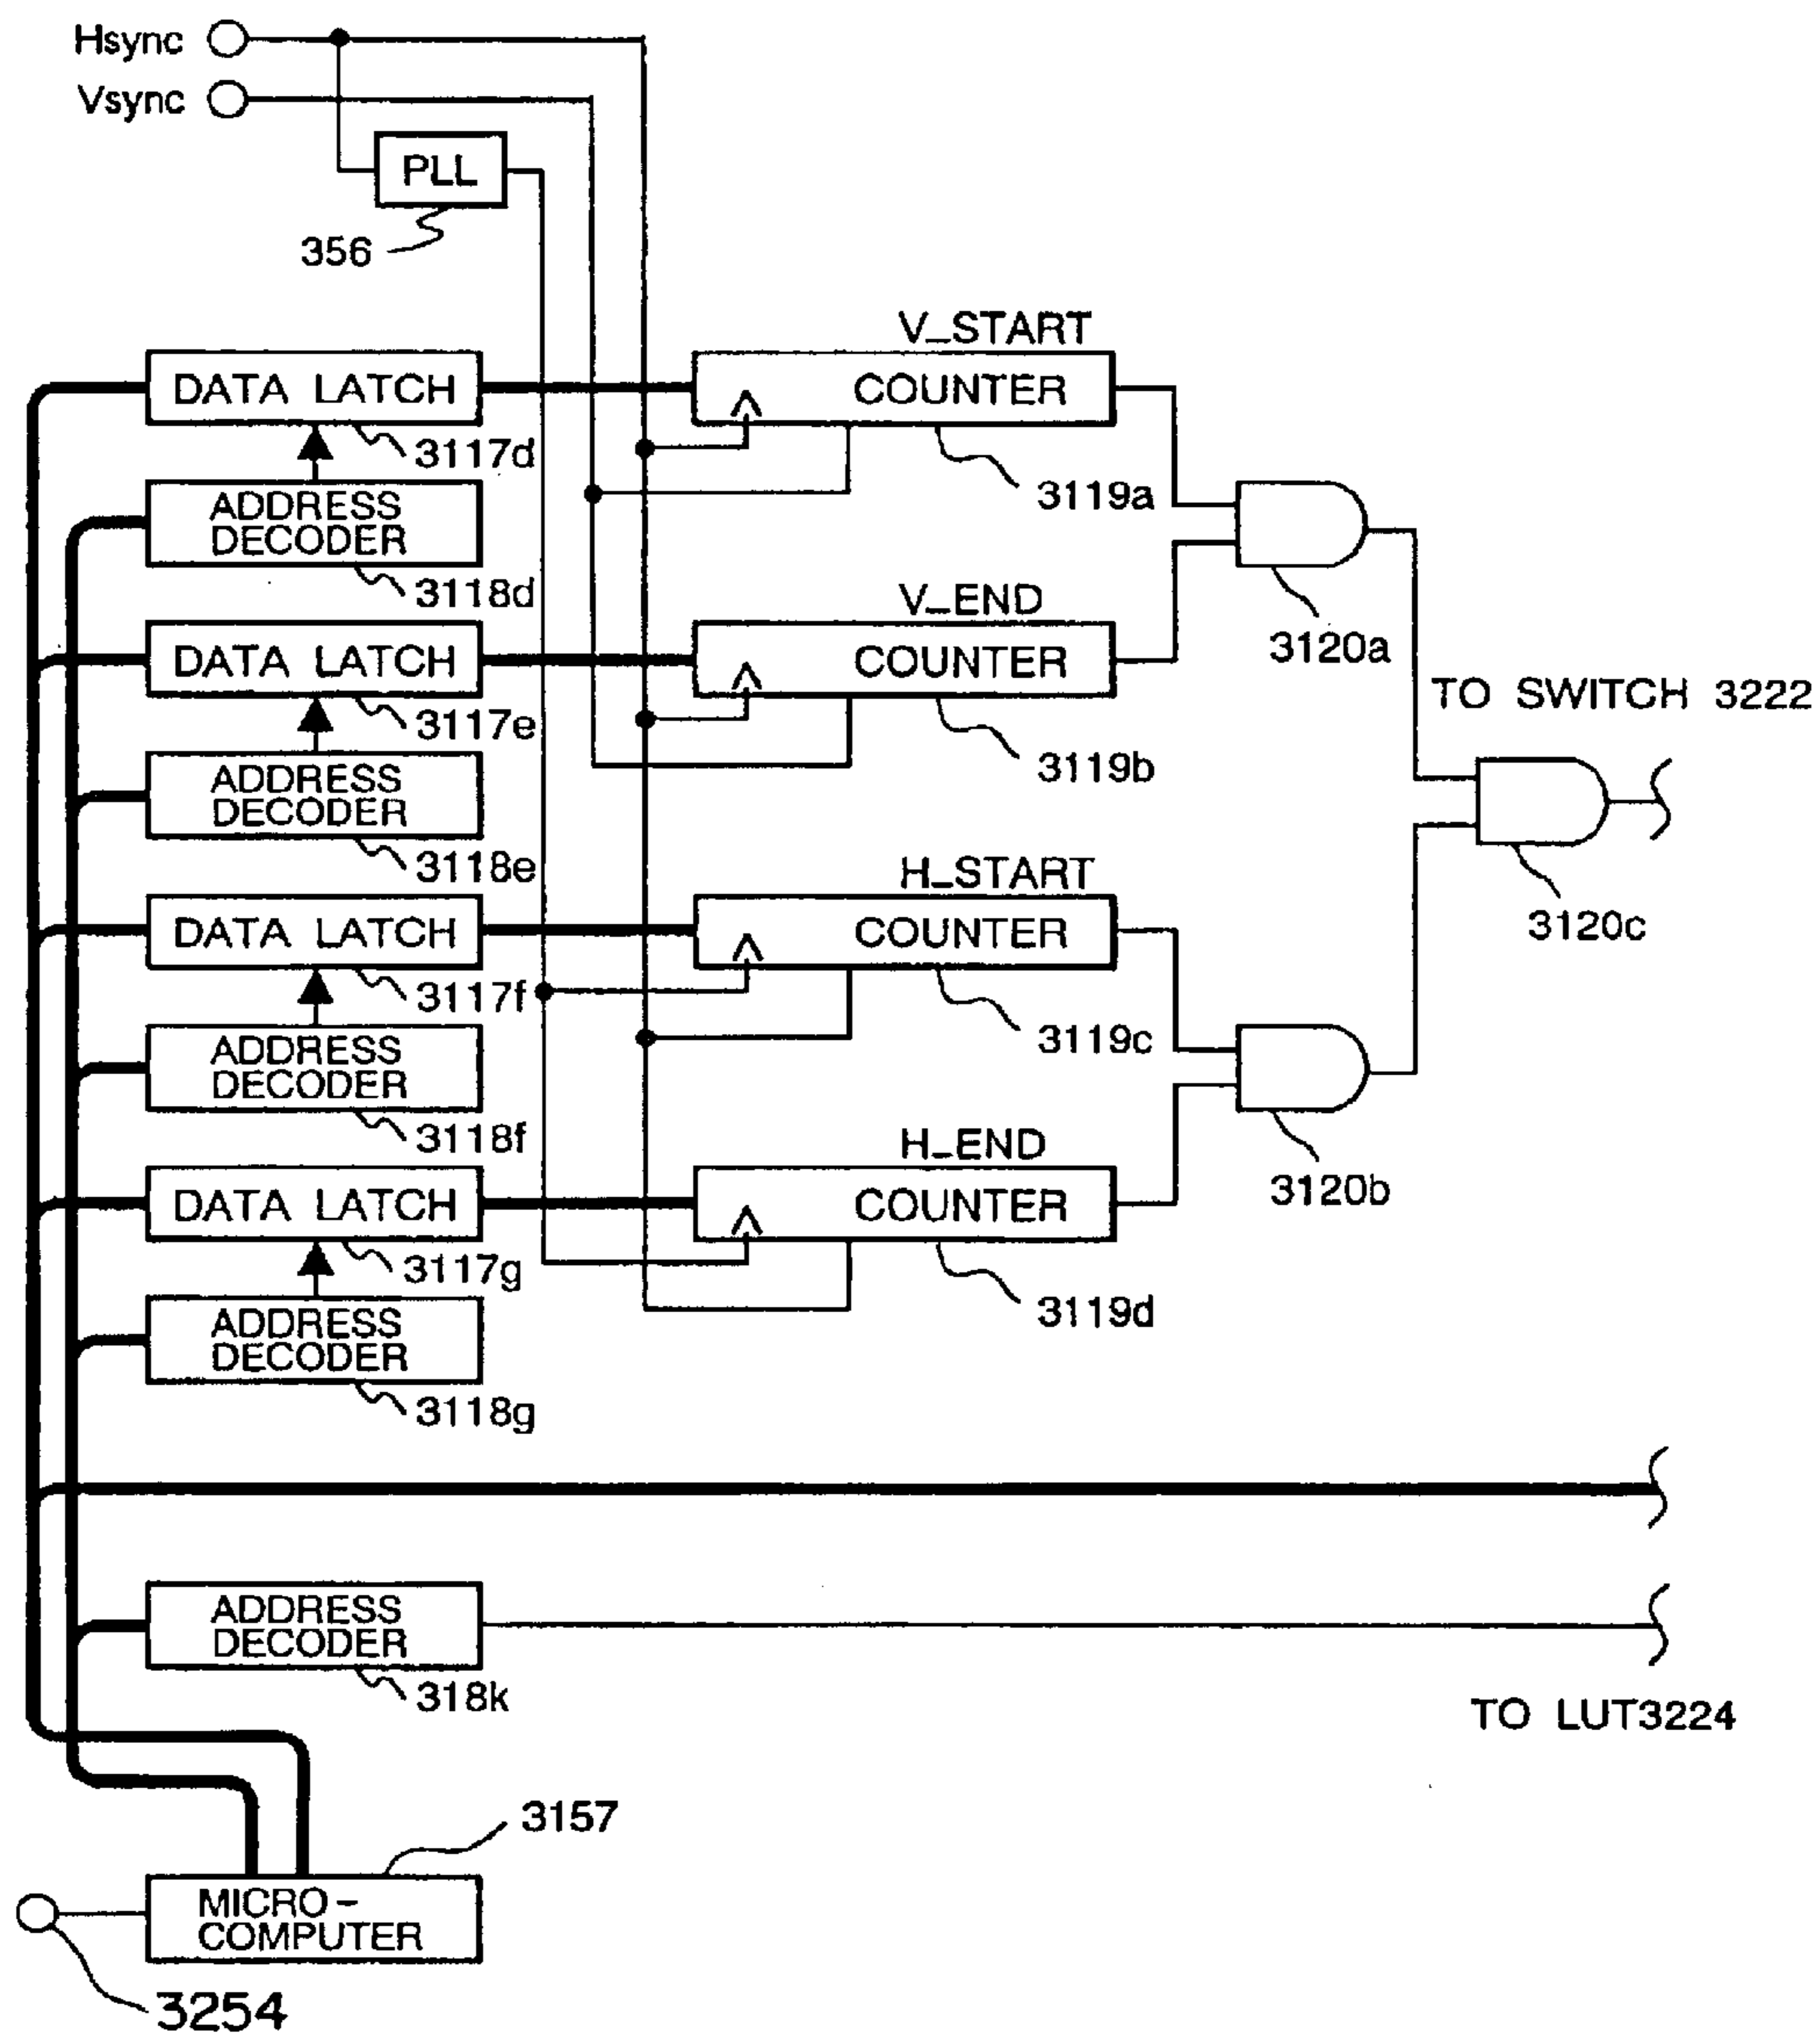 Hsync
Vsync
PLL
356
V_START
DATA LATCH
COUNTER
3117d
3119a
ADDRESS
DECODER
3118d
V_END
3120a
DATA LATCH
COUNTER
TO SWITCH 3222
3117e
3119b
ADDRESS
DECODER
3118e
H_START
3120c
DATA LATCH
COUNTER
3117f
3119c
ADDRESS
DECODER
3118f
H_END
3120b
DATA LATCH
COUNTER
3117g
3119d
ADDRESS
DECODER
3118g
ADDRESS
DECODER
318k
TO LUT3224
3157
MICRO-
COMPUTER
3254